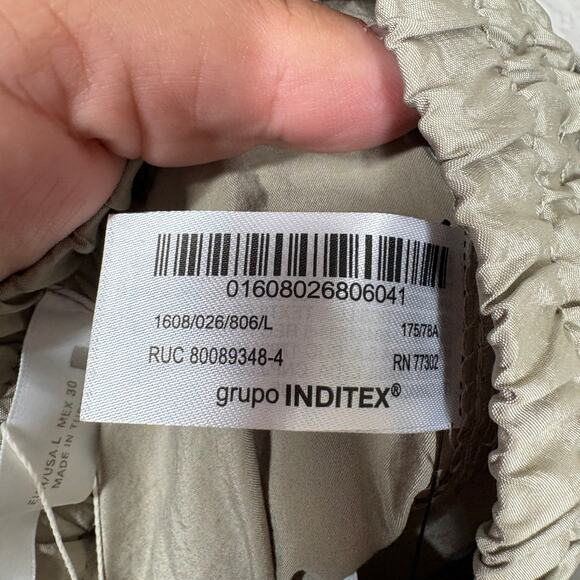 01608026806041
1608/026/806/L 175/78A
RUC 80089348-4 RN 77302
grupo INDITEX®
L MEX 30
MADE IN